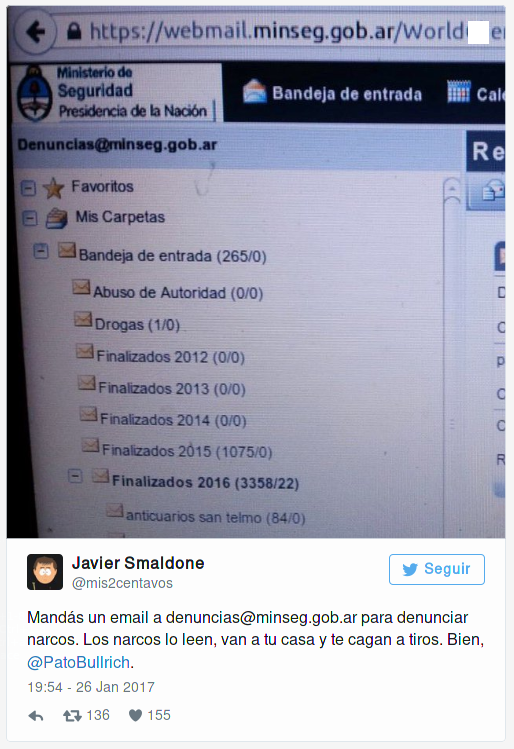 https://webmail.minseg.gob.ar/World
Ministerio de
Seguridad
Presidencia de la Nación
Bandeja de entrada
Cale
Denuncias@minseg.gob.ar
Re
Favoritos
Mis Carpetas
Bandeja de entrada (265/0)
Abuso de Autoridad (0/0)
Drogas (1/0)
Finalizados 2012 (0/0)
Finalizados 2013 (0/0)
Finalizados 2014 (0/0)
Finalizados 2015 (1075/0)
Finalizados 2016 (3358/22)
anticuarios san telmo (84/0)
Javier Smaldone
@mis2centavos
Seguir
Mandás un email a denuncias@minseg.gob.ar para denunciar
narcos. Los narcos lo leen, van a tu casa y te cagan a tiros. Bien,
@PatoBullrich.
19:54 - 26 Jan 2017
136
155